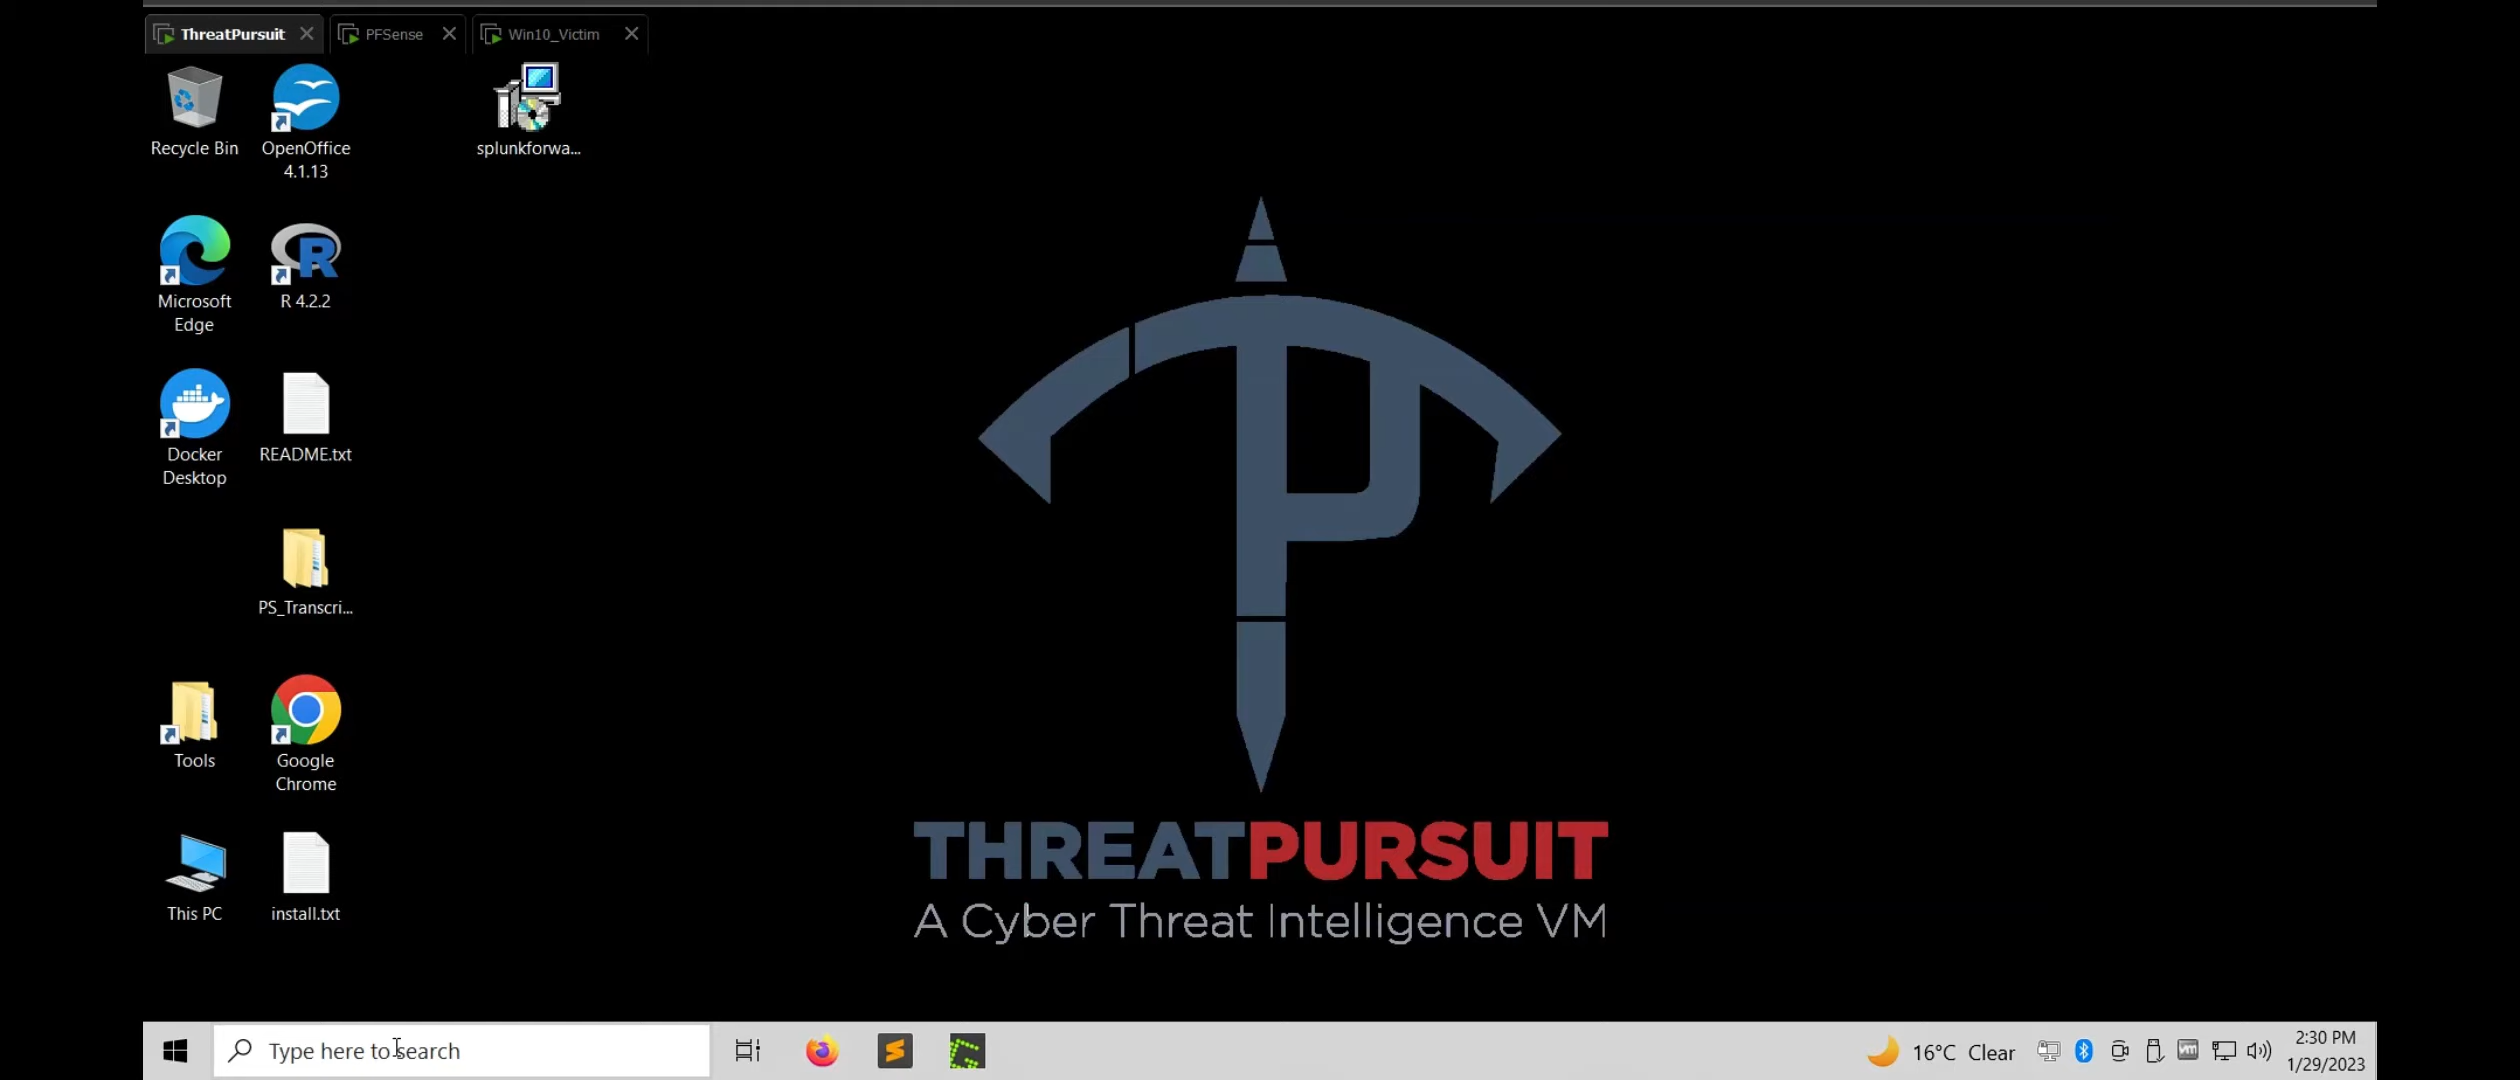 ThreatPursuit
PFSense
Win10_Victim
Recycle Bin
OpenOffice
4.1.13
splunkforwa...
Microsoft
Edge
R 4.2.2
Docker
Desktop
README.txt
PS_Transcri...
Tools
Google
Chrome
This PC
install.txt
THREATPURSUIT
A Cyber Threat Intelligence VM
Type here to search
16°C Clear
vm
2:30 PM
1/29/2023